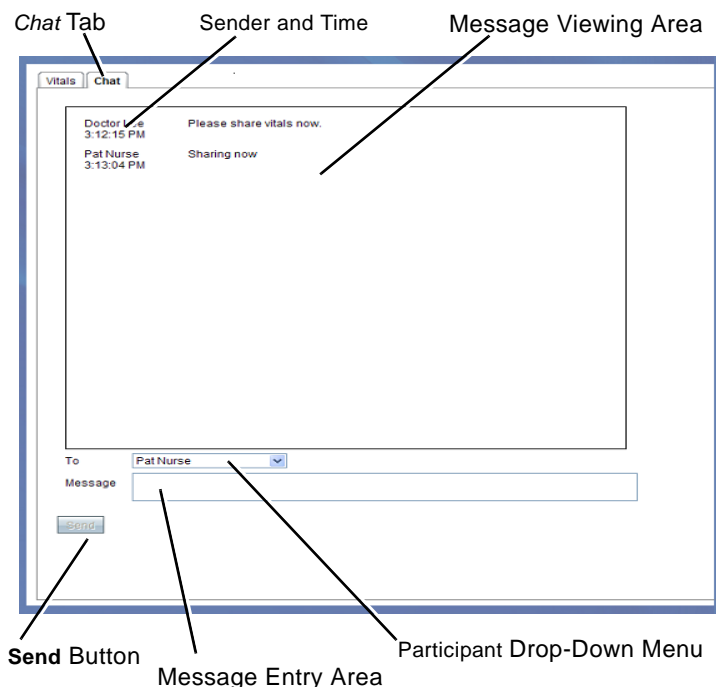 Chat Tab
Sender and Time
Message Viewing Area
Vitals
Chat
Doctor
Please share vitals now.
3:12:15 PM
Pat Nurse
Sharing now
3:13:04 PM
To
Pat Nurse
Message
Send
Send Button
Message Entry Area
Participant Drop-Down Menu